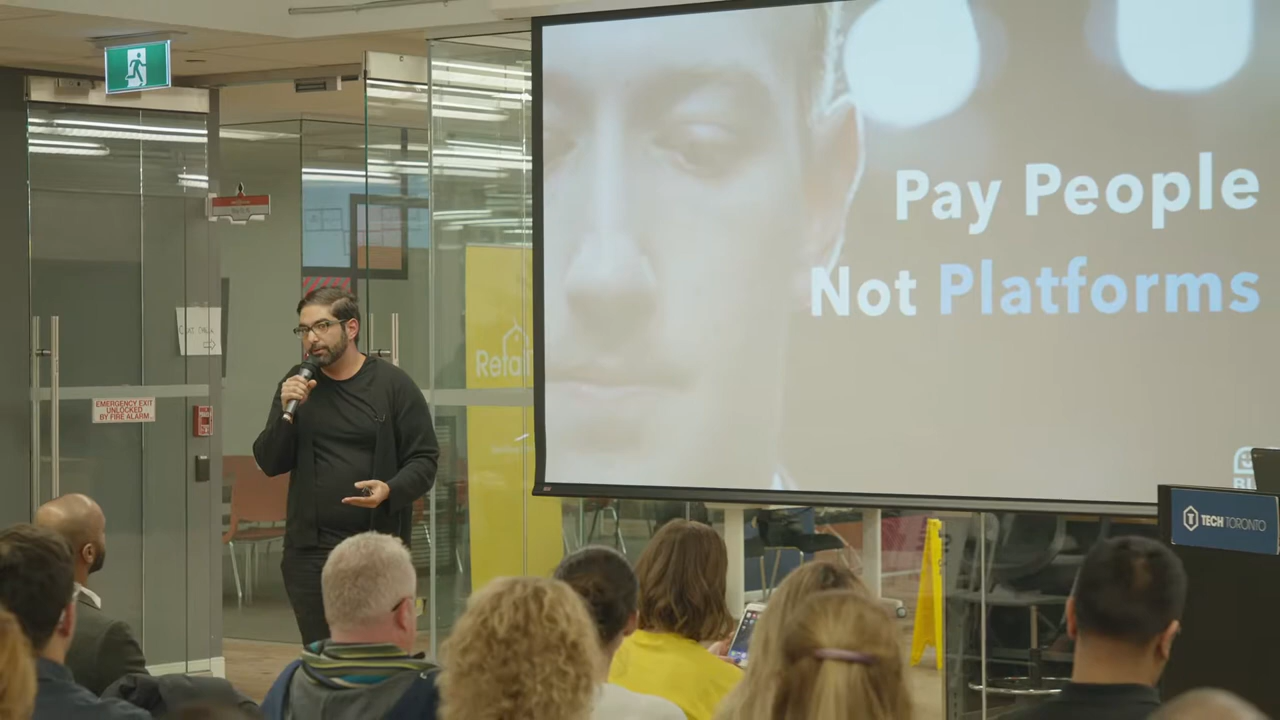 Pay People
Not Platforms
EMERGENCY EXIT
UNLOCKED
BY FIRE ALARM
Retail
TECH TORONTO